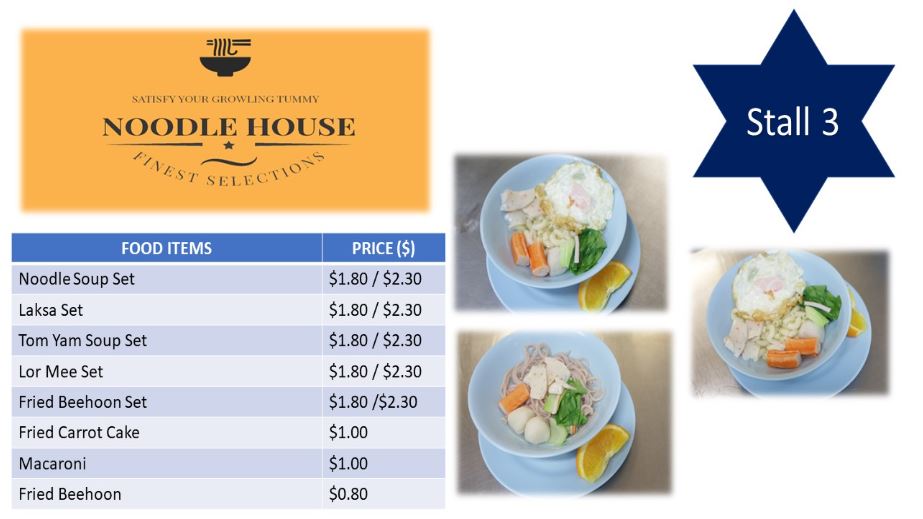 SATISFY YOUR GROWLING TUMMY
NOODLE HOUSE
FINEST SELECTIONS
Stall 3
FOOD ITEMS PRICE ($)
Noodle Soup Set $1.80 / $2.30
Laksa Set $1.80 / $2.30
Tom Yam Soup Set $1.80 / $2.30
Lor Mee Set $1.80 / $2.30
Fried Beehoon Set $1.80 /$2.30
Fried Carrot Cake $1.00
Macaroni $1.00
Fried Beehoon $0.80